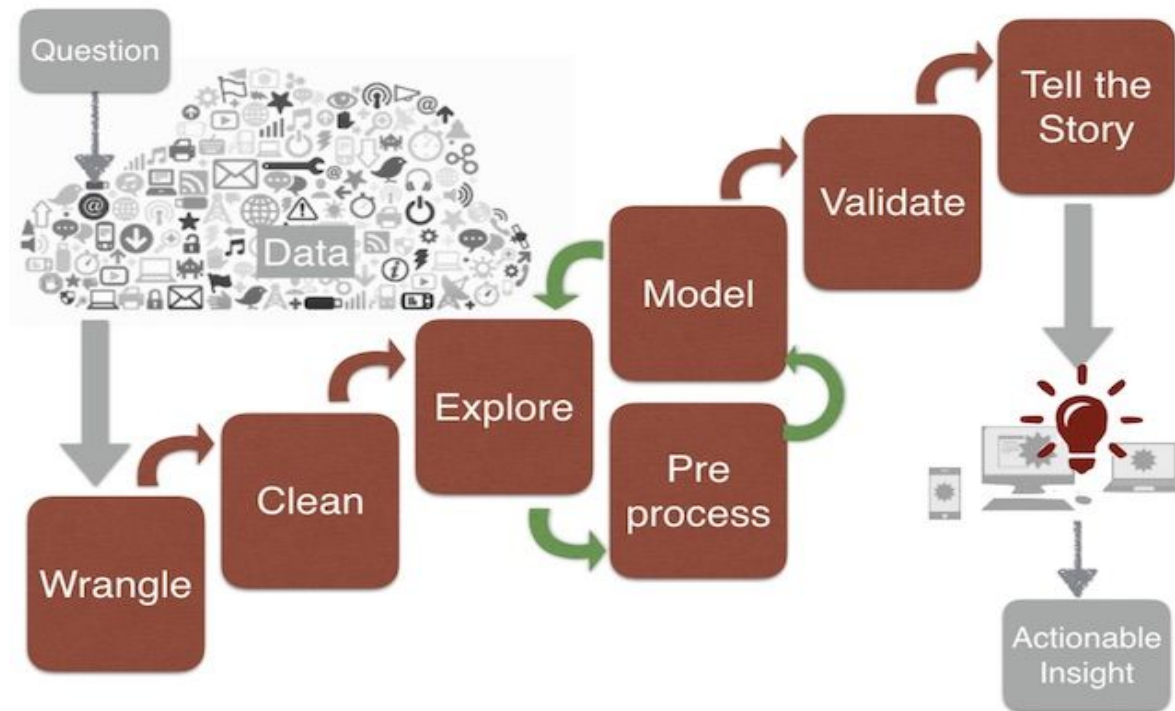 Question
Data
Wrangle
Clean
Explore
Pre
process
Model
Validate
Tell the
Story
Actionable
Insight